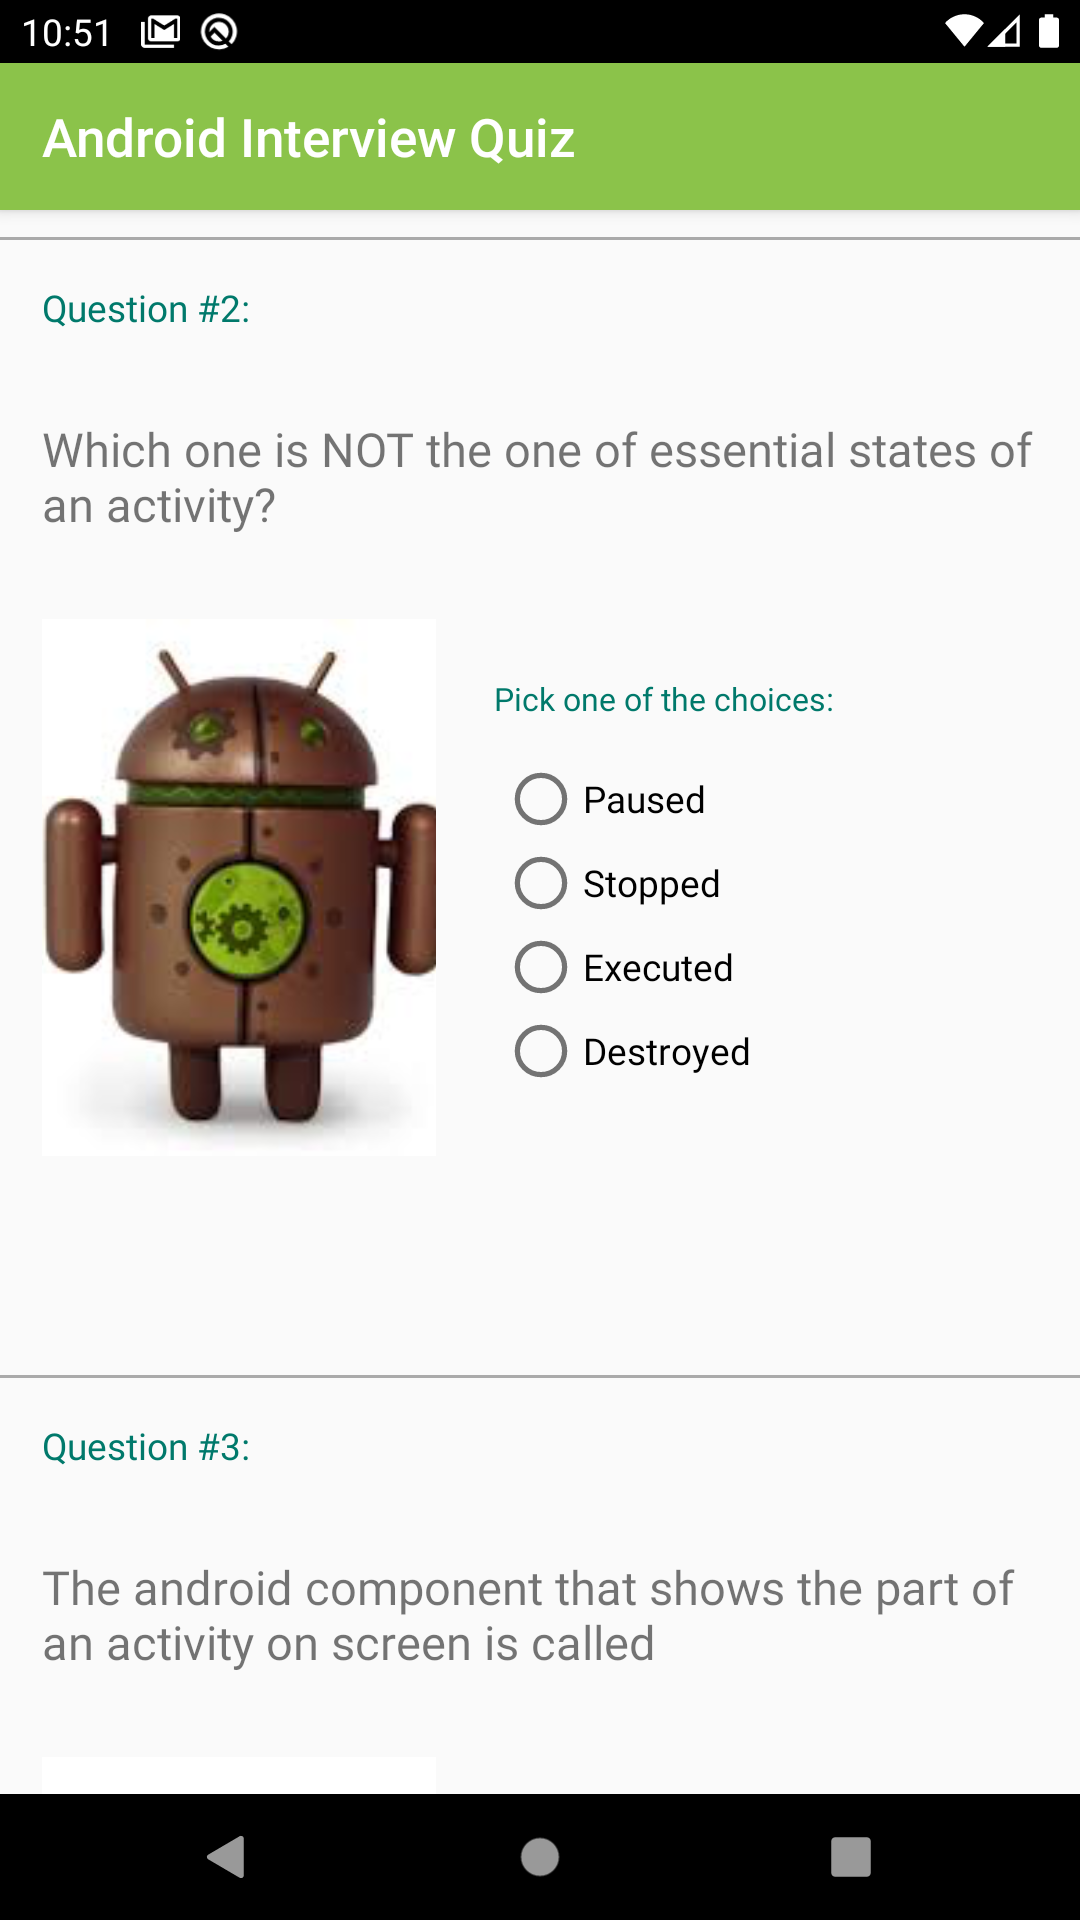 10:51
Android Interview Quiz
Question #2:
Which one is NOT the one of essential states of
an activity?
Pick one of the choices:
Paused
Stopped
Executed
Destroyed
Question #3:
The android component that shows the part of
an activity on screen is called